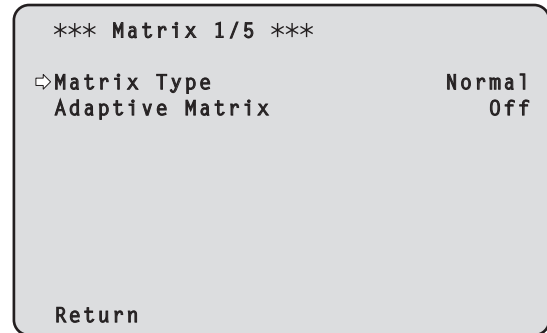 *** Matrix 1/5 ***
⇨Matrix Type Normal
Adaptive Matrix Off
Return